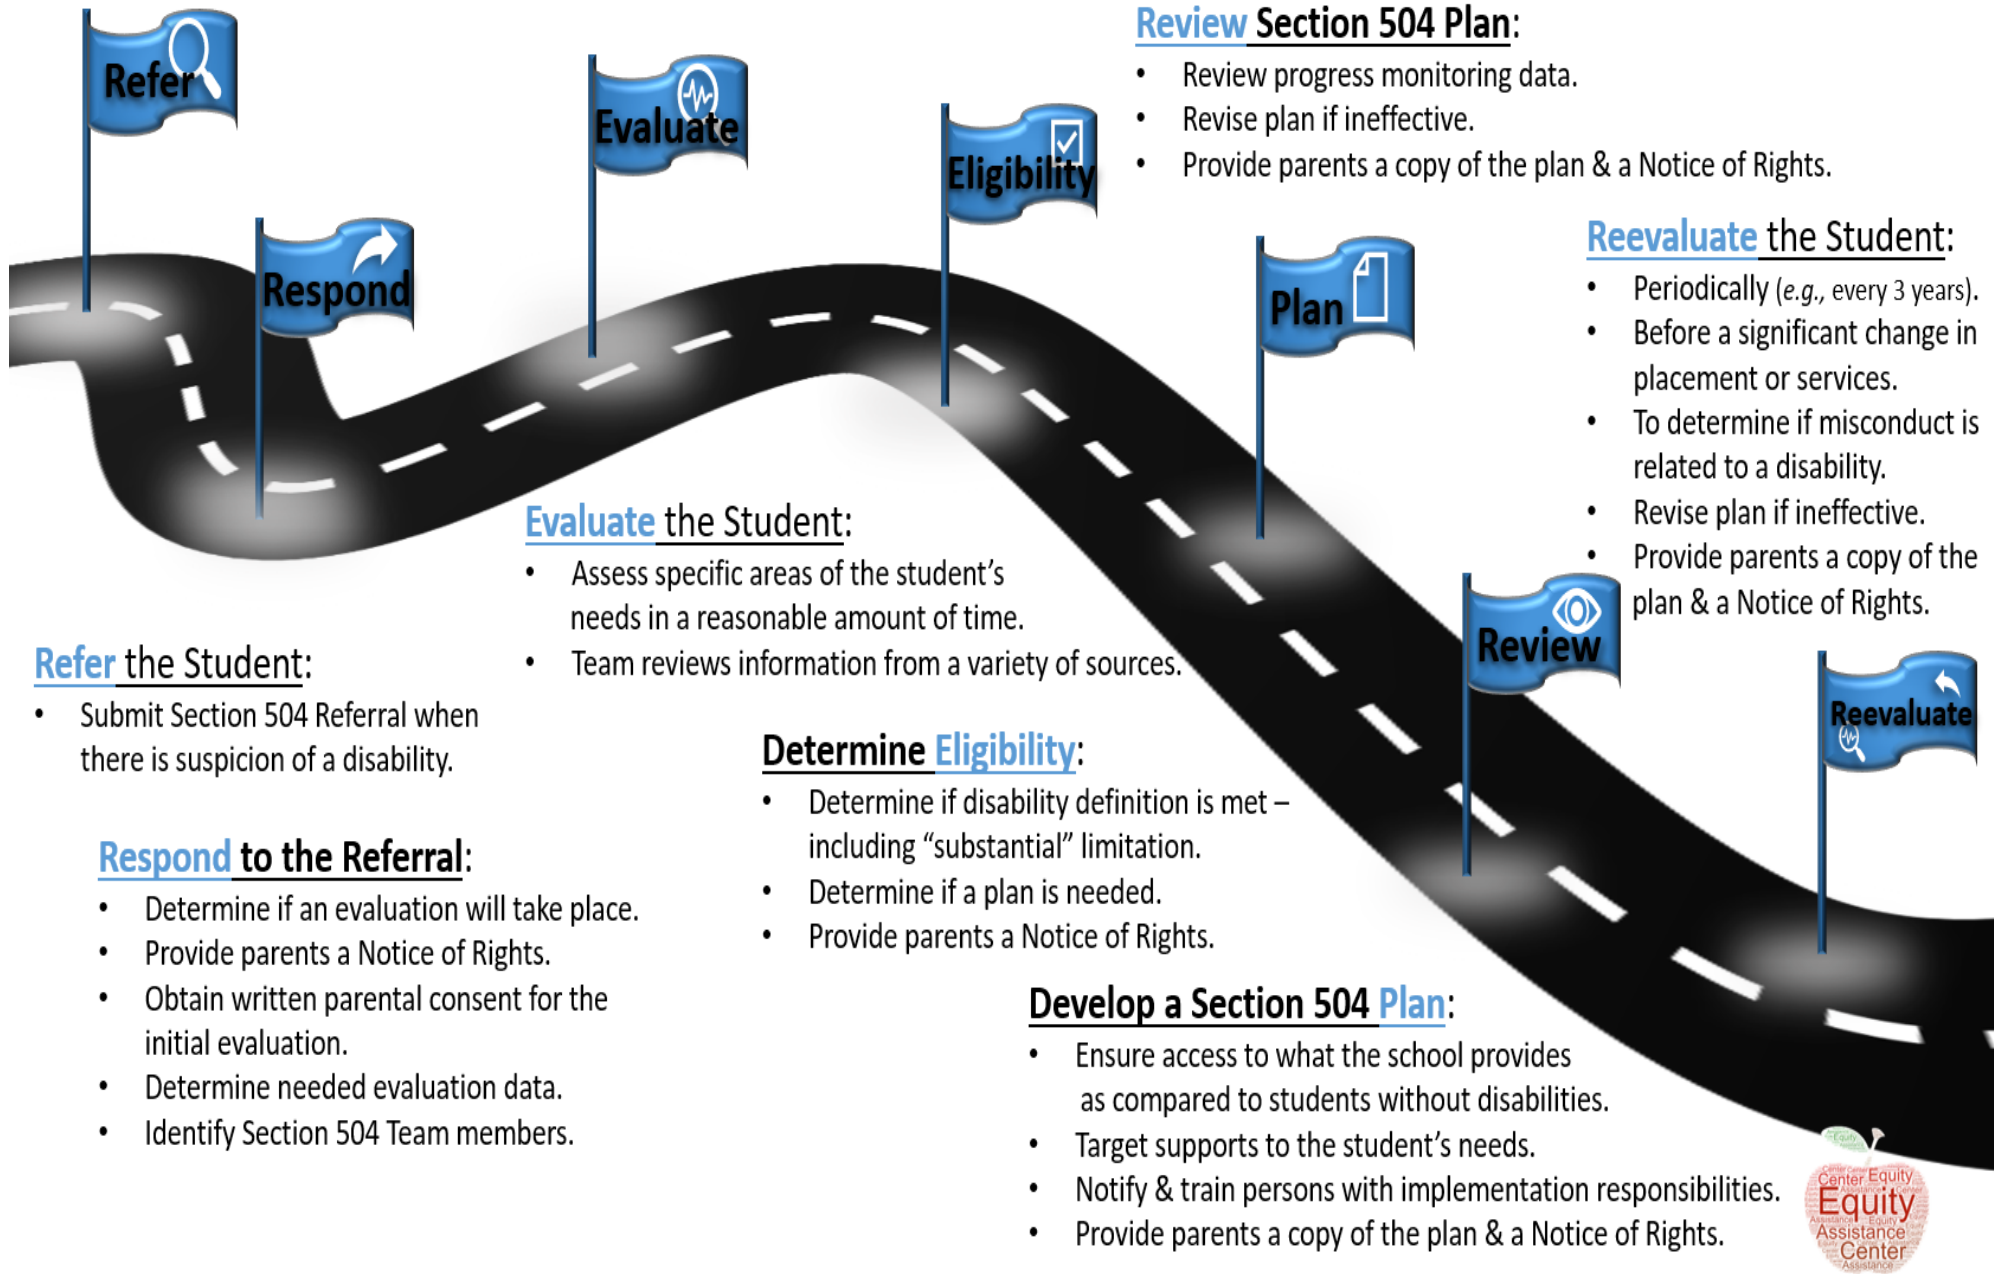 Refer
Respond
Evaluate
Eligibility
Plan
Review
Reevaluate
Refer the Student:
• Submit Section 504 Referral when
there is suspicion of a disability.
Respond to the Referral:
• Determine if an evaluation will take place.
• Provide parents a Notice of Rights.
• Obtain written parental consent for the
initial evaluation.
• Determine needed evaluation data.
• Identify Section 504 Team members.
Evaluate the Student:
• Assess specific areas of the student’s
needs in a reasonable amount of time.
• Team reviews information from a variety of sources.
Determine Eligibility:
• Determine if disability definition is met –
including “substantial” limitation.
• Determine if a plan is needed.
• Provide parents a Notice of Rights.
Develop a Section 504 Plan:
• Ensure access to what the school provides
as compared to students without disabilities.
• Target supports to the student’s needs.
• Notify & train persons with implementation responsibilities.
• Provide parents a copy of the plan & a Notice of Rights.
Review Section 504 Plan:
• Review progress monitoring data.
• Revise plan if ineffective.
• Provide parents a copy of the plan & a Notice of Rights.
Reevaluate the Student:
• Periodically (e.g., every 3 years).
• Before a significant change in
placement or services.
• To determine if misconduct is
related to a disability.
• Revise plan if ineffective.
• Provide parents a copy of the
plan & a Notice of Rights.
Equity
Center Equity
Equity
Assistance
Center
Assistance